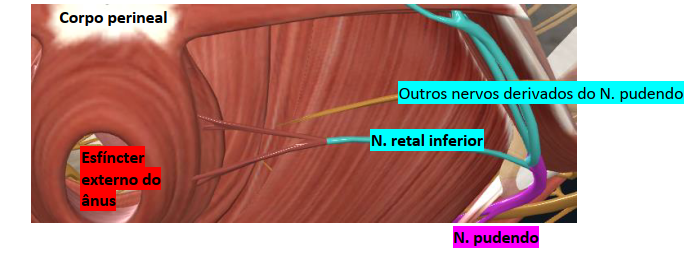 Corpo perineal
Outros nervos derivados do N. pudendo
N. retal inferior
Esfíncter
externo do
ânus
N. pudendo